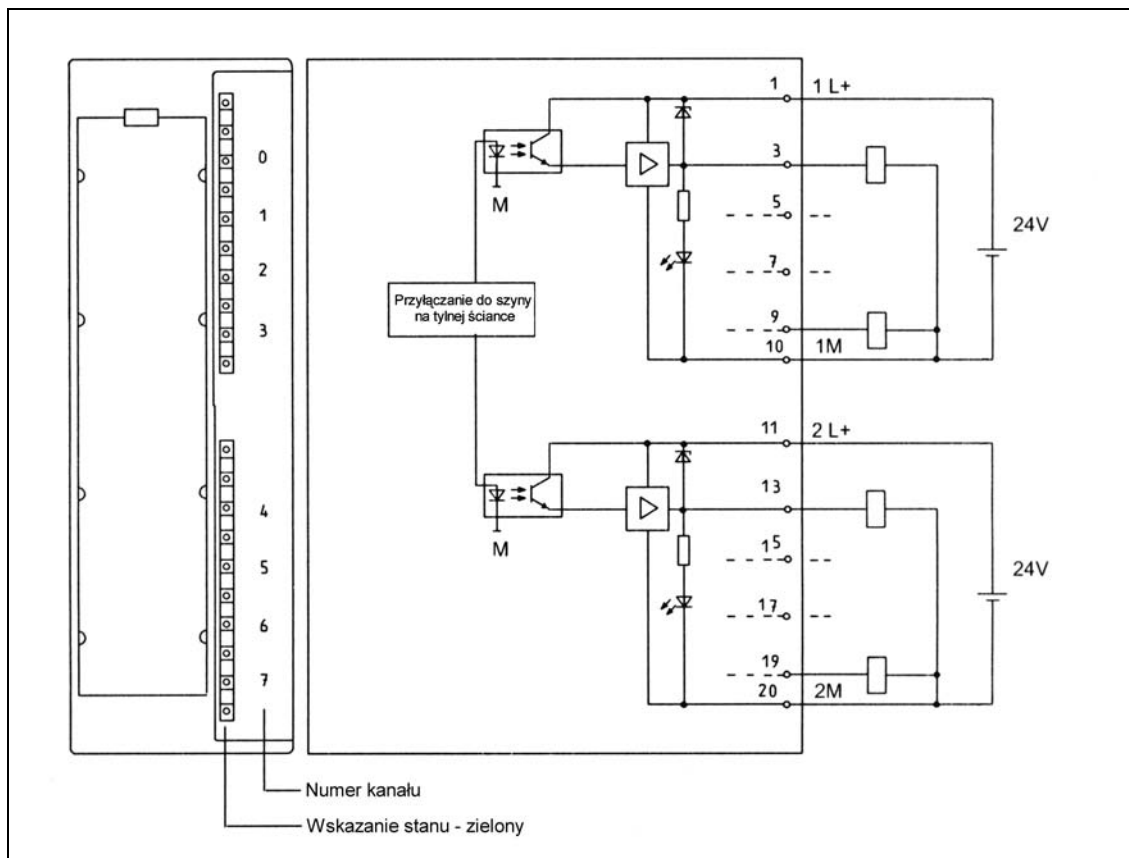 0
1
2
3
4
5
6
7
1 1 L+
3
5
7
9
10 1M
M
24V
Przyłączanie do szyny
na tylnej ściance
11 2 L+
13
15
17
19
20 2M
M
24V
Numer kanału
Wskazanie stanu - zielony